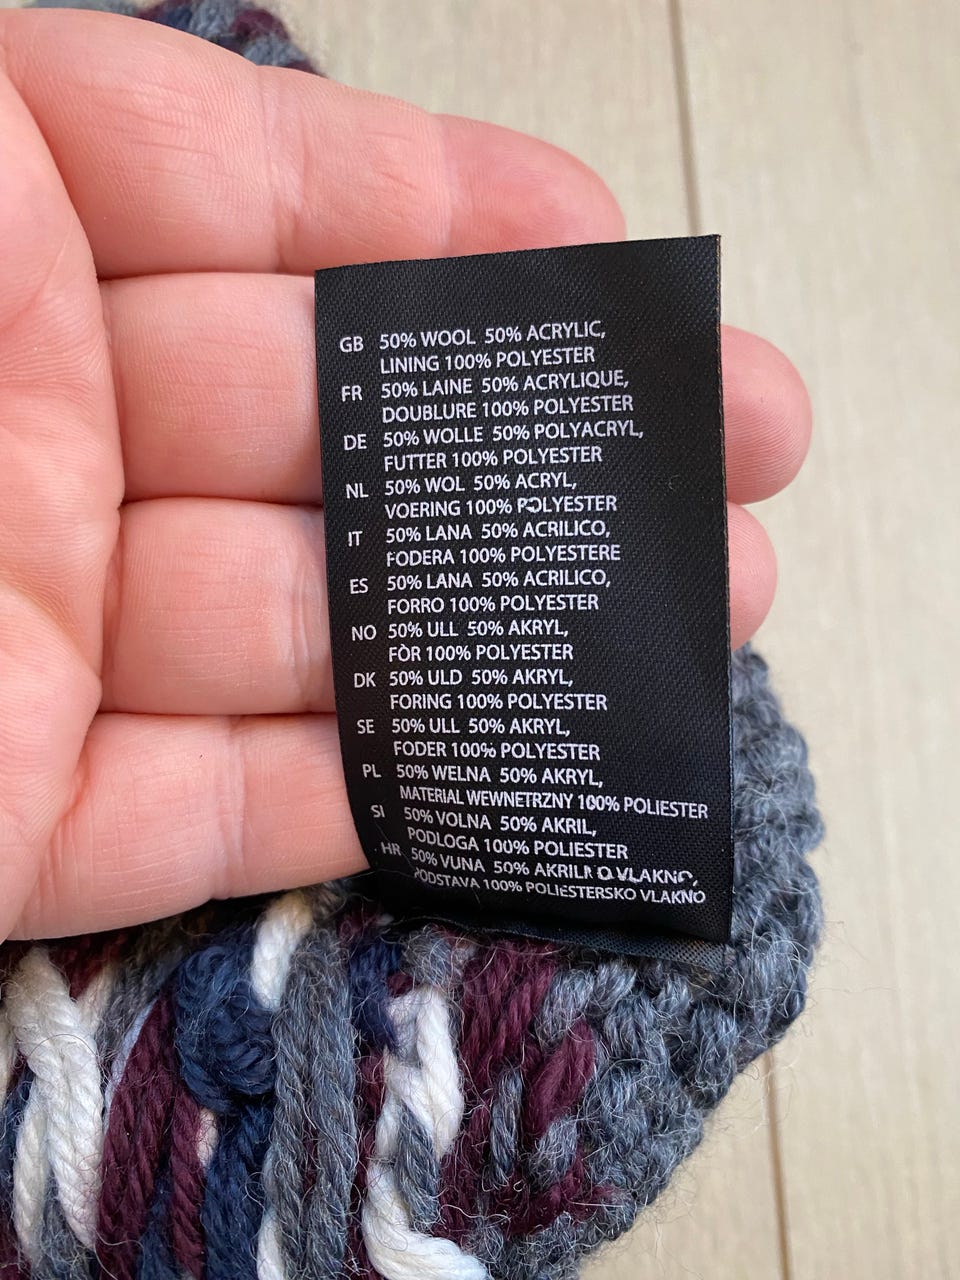 GB 50% WOOL 50% ACRYLIC,
LINING 100% POLYESTER
FR 50% LAINE 50% ACRYLIQUE,
DOUBLURE 100% POLYESTER
DE 50% WOLLE 50% POLYACRYL,
FUTTER 100% POLYESTER
NL 50% WOL 50% ACRYL,
VOERING 100% POLYESTER
IT 50% LANA 50% ACRILICO,
FODERA 100% POLYESTERE
ES 50% LANA 50% ACRILICO,
FORRO 100% POLYESTER
NO 50% ULL 50% AKRYL,
FÒR 100% POLYESTER
DK 50% ULD 50% AKRYL,
FORING 100% POLYESTER
SE 50% ULL 50% AKRYL,
FODER 100% POLYESTER
PL 50% WELNA 50% AKRYL,
MATERIAL WEWNETRZNY 100% POLIESTER
SI 50% VOLNA 50% AKRIL,
PODLOGA 100% POLIESTER
HR 50% VUNA 50% VLAKNO,
PODSTAVA 100% POLIESTERSKO VLAKNO